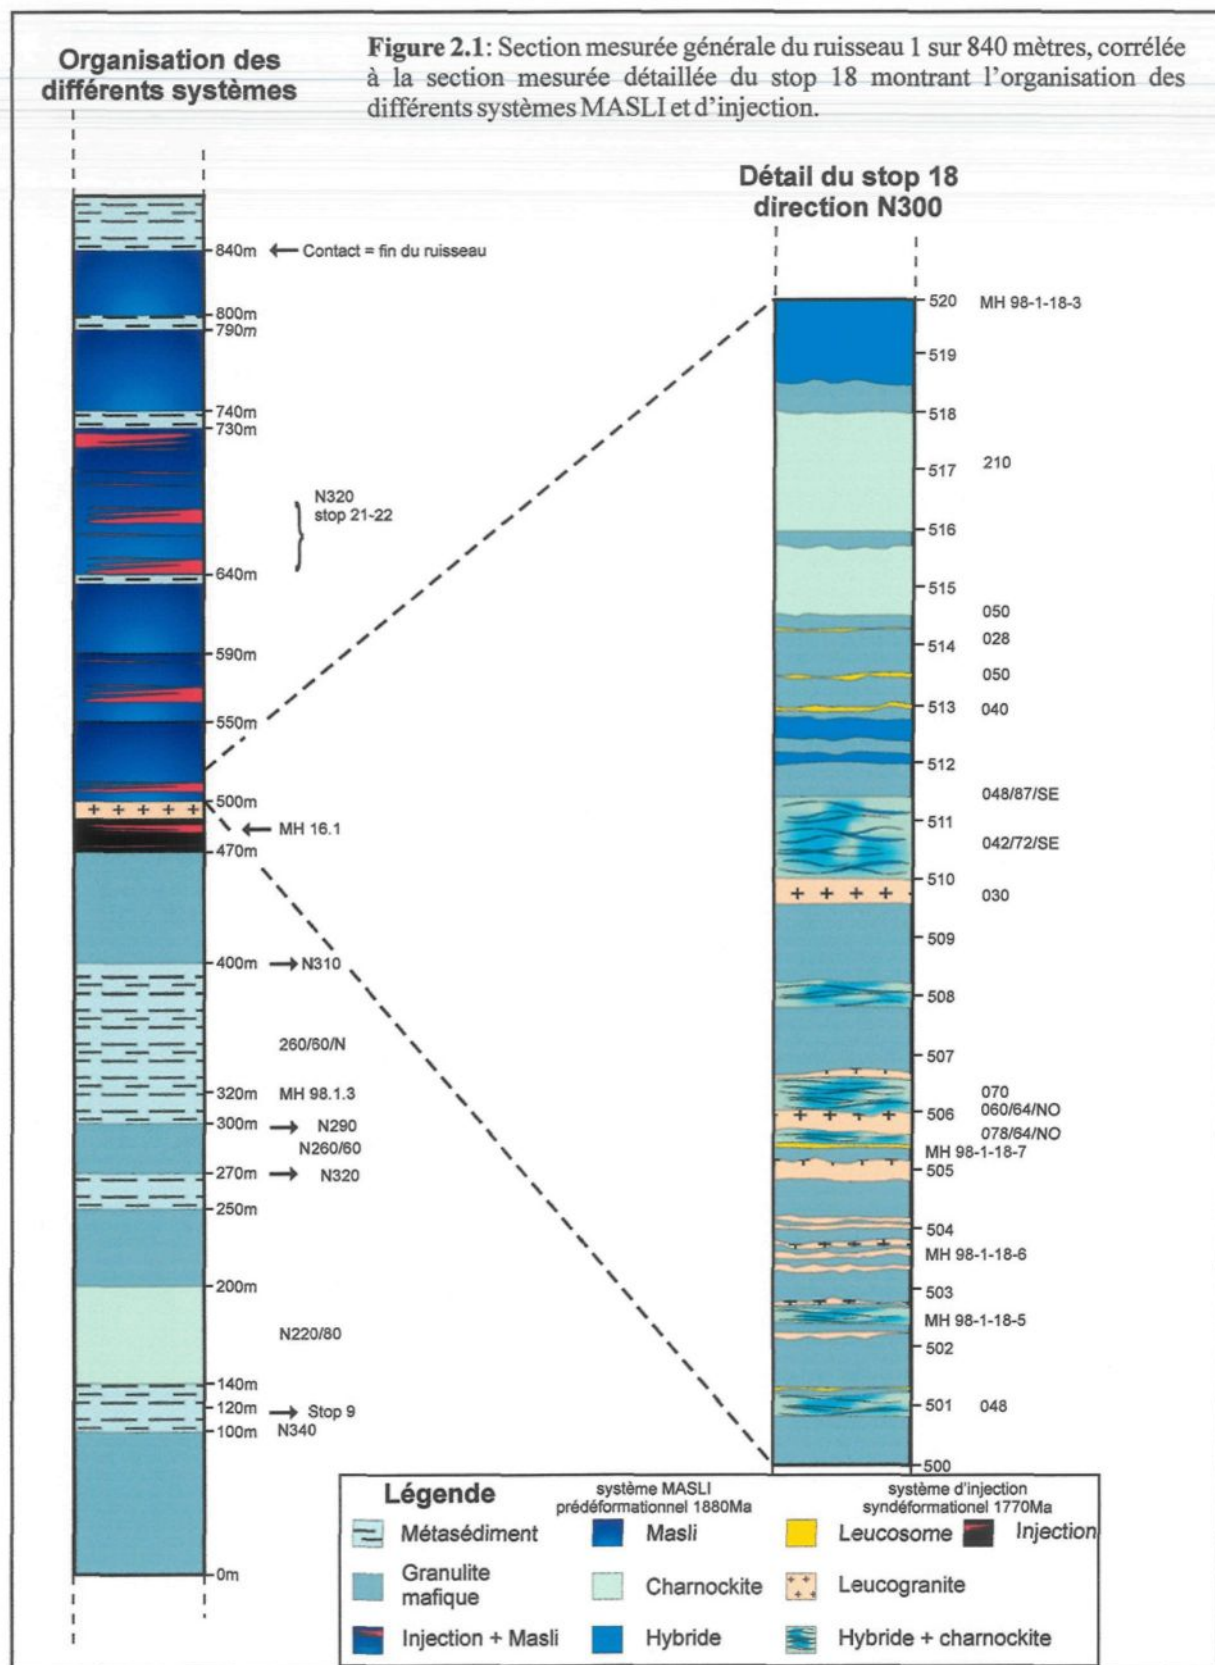 Organisation des
différents systèmes
Figure 2.1: Section mesurée générale du ruisseau 1 sur 840 mètres, corrélée
à la section mesurée détaillée du stop 18 montrant l'organisation des
différents systèmes MASLI et d'injection.
840m
Contact = fin du ruisseau
800m
790m
740m
730m
N320
stop 21-22
640m
590m
550m
500m
MH 16.1
470m
400m
N310
260/60/N
320m
MH 98.1.3
300m
N290
N260/60
270m
N320
250m
200m
N220/80
140m
120m
Stop 9
100m
N340
0m
Détail du stop 18
direction N300
520
MH 98-1-18-3
519
518
517
210
516
515
050
514
028
050
513
040
512
048/87/SE
511
042/72/SE
510
030
509
508
507
070
506
060/64/NO
078/64/NO
MH 98-1-18-7
505
504
MH 98-1-18-6
503
MH 98-1-18-5
502
501
048
500
Légende
système MASLI
prédéformationnel 1880Ma
système d'injection
syndéformationel 1770Ma
Métasédiment
Masli
Leucosome
Injection
Granulite
mafique
Charnockite
Leucogranite
Injection + Masli
Hybride
Hybride + charnockite